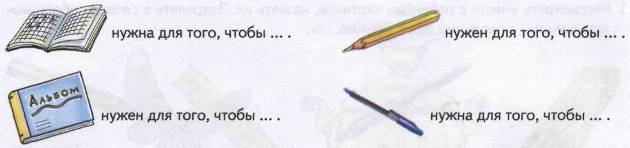 нужна для того, чтобы ... .
нужен для того, чтобы ... .
Альбом
нужен для того, чтобы ... .
нужна для того, чтобы ... .